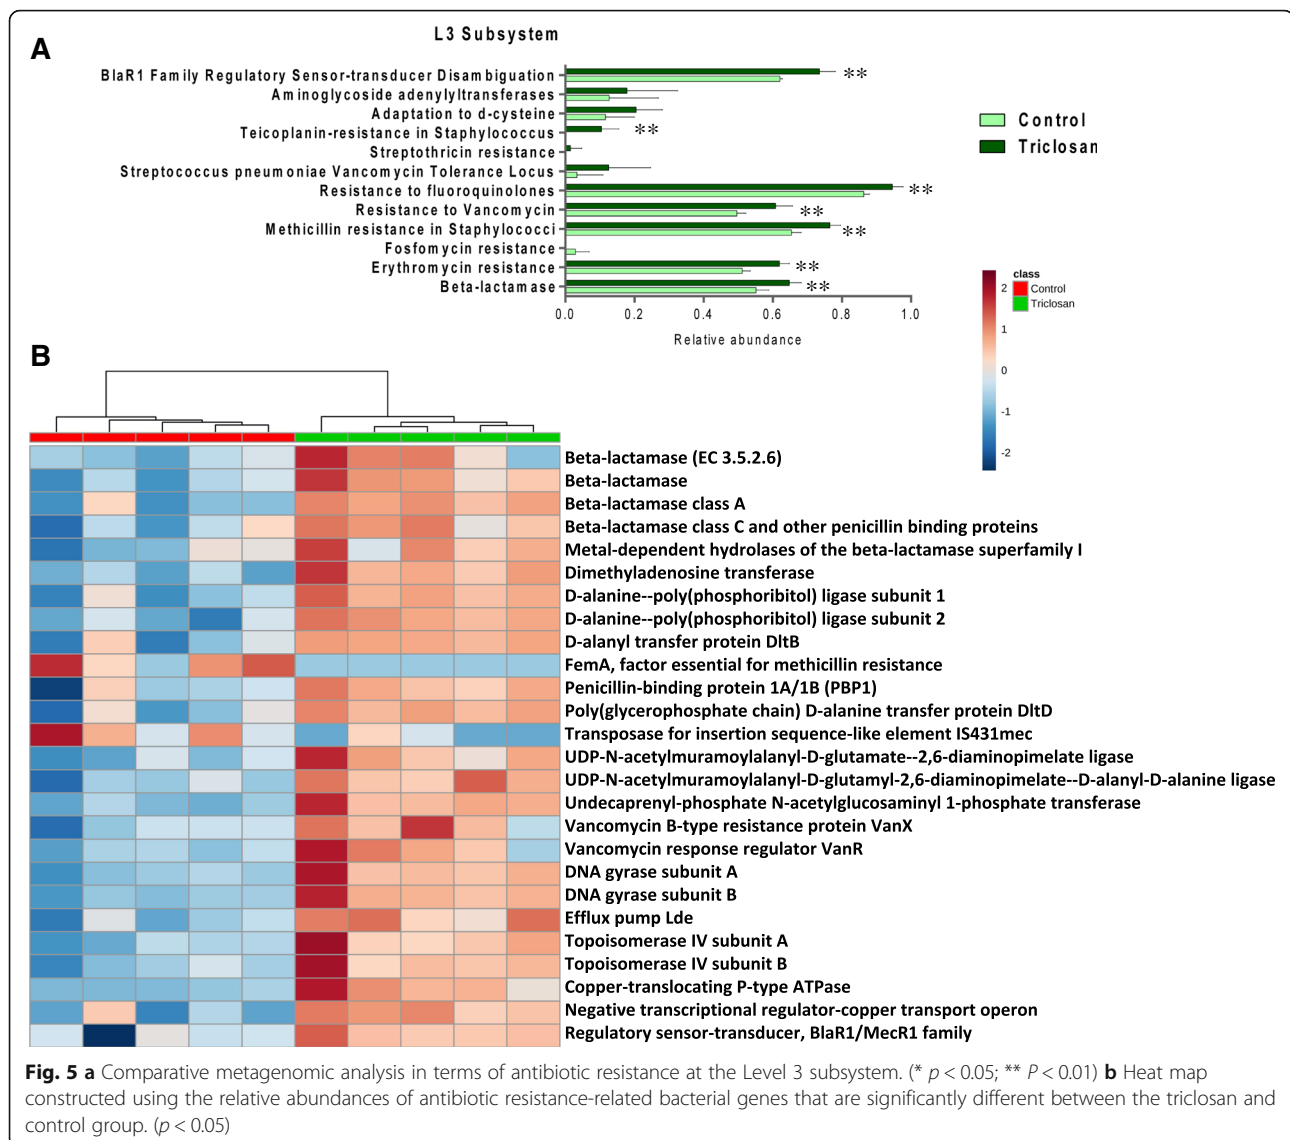 A
L3 Subsystem
BlaR1 Family Regulatory Sensor-transducer Disambiguation
**
Aminoglycoside adenylyltransferases
Adaptation to d-cysteine
Teicoplanin-resistance in Staphylococcus
**
Streptothricin resistance
Streptococcus pneumoniae Vancomycin Tolerance Locus
Resistance to fluoroquinolones
**
Resistance to Vancomycin
**
Methicillin resistance in Staphylococci
**
Fosfomycin resistance
Erythromycin resistance
**
Beta-lactamase
**
0.0 0.2 0.4 0.6 0.8 1.0
Relative abundance
Control
Triclosan
2
1
0
-1
-2
class
Control
Triclosan
B
Beta-lactamase (EC 3.5.2.6)
Beta-lactamase
Beta-lactamase class A
Beta-lactamase class C and other penicillin binding proteins
Metal-dependent hydrolases of the beta-lactamase superfamily I
Dimethyladenosine transferase
D-alanine--poly(phosphoribitol) ligase subunit 1
D-alanine--poly(phosphoribitol) ligase subunit 2
D-alanyl transfer protein DltB
FemA, factor essential for methicillin resistance
Penicillin-binding protein 1A/1B (PBP1)
Poly(glycerophosphate chain) D-alanine transfer protein DltD
Transposase for insertion sequence-like element IS431mec
UDP-N-acetylmuramoylalanyl-D-glutamate--2,6-diaminopimelate ligase
UDP-N-acetylmuramoylalanyl-D-glutamyl-2,6-diaminopimelate--D-alanyl-D-alanine ligase
Undecaprenyl-phosphate N-acetylglucosaminyl 1-phosphate transferase
Vancomycin B-type resistance protein VanX
Vancomycin response regulator VanR
DNA gyrase subunit A
DNA gyrase subunit B
Efflux pump Lde
Topoisomerase IV subunit A
Topoisomerase IV subunit B
Copper-translocating P-type ATPase
Negative transcriptional regulator-copper transport operon
Regulatory sensor-transducer, BlaR1/MecR1 family
Fig. 5 a Comparative metagenomic analysis in terms of antibiotic resistance at the Level 3 subsystem. (* p < 0.05; ** P < 0.01) b Heat map
constructed using the relative abundances of antibiotic resistance-related bacterial genes that are significantly different between the triclosan and
control group. (p < 0.05)